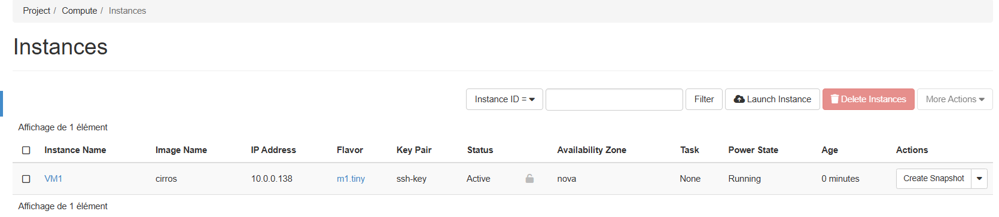 Project / Compute / Instances
Instances
Instance ID = Filter Launch Instance Delete Instances More Actions
Affichage de 1 élément
Instance Name Image Name IP Address Flavor Key Pair Status Availability Zone Task Power State Age Actions
VM1 cirros 10.0.0.138 m1.tiny ssh-key Active nova None Running 0 minutes Create Snapshot
Affichage de 1 élément